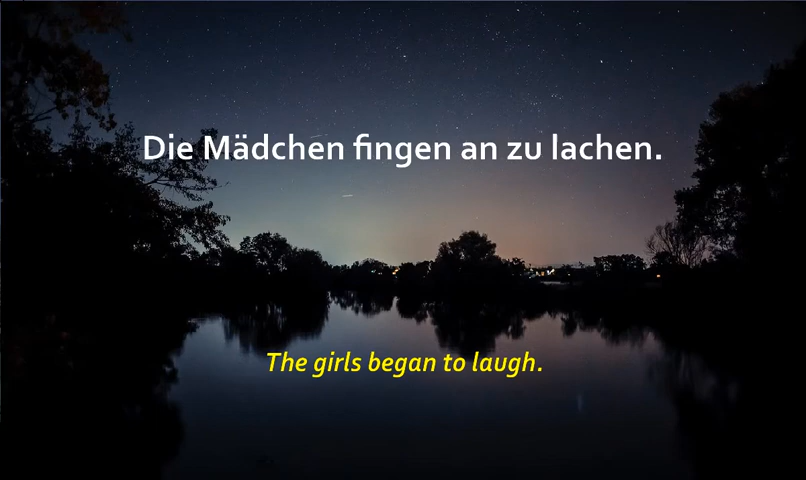 Die Mädchen fingen an zu lachen.
The girls began to laugh.